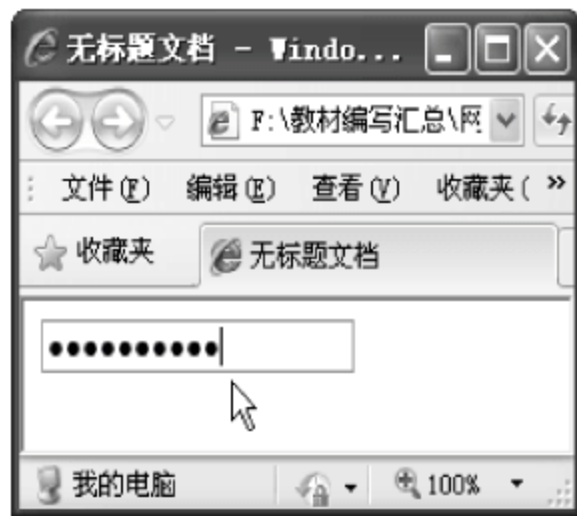 无标题文档 - Windo...
F:\教材编写汇总\网
文件(F) 编辑(E) 查看(V) 收藏夹( »
收藏夹 无标题文档
●●●●●●●●●●
我的电脑 100%